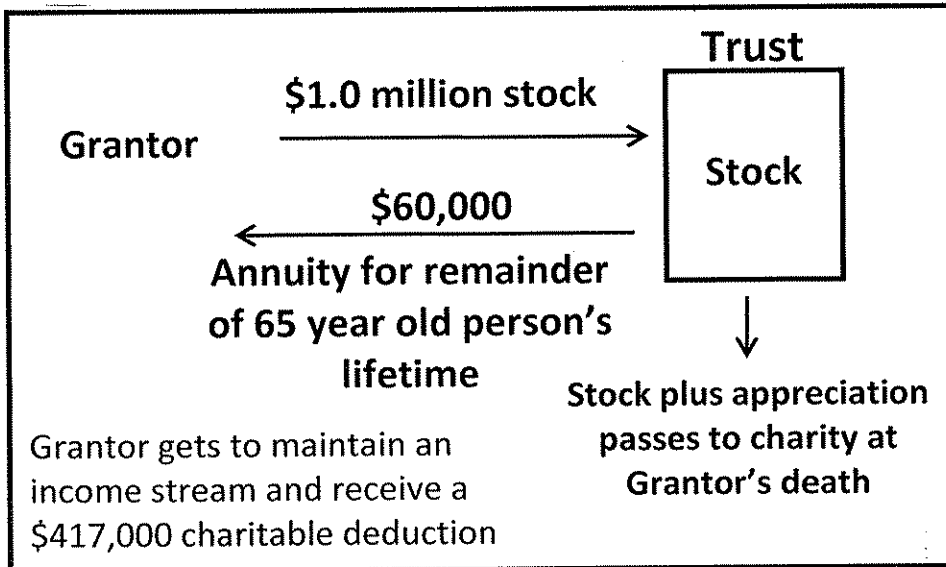 Trust
$1.0 million stock
Grantor
Stock
$60,000
Annuity for remainder
of 65 year old person's
lifetime
Stock plus appreciation
passes to charity at
Grantor's death
Grantor gets to maintain an
income stream and receive a
$417,000 charitable deduction